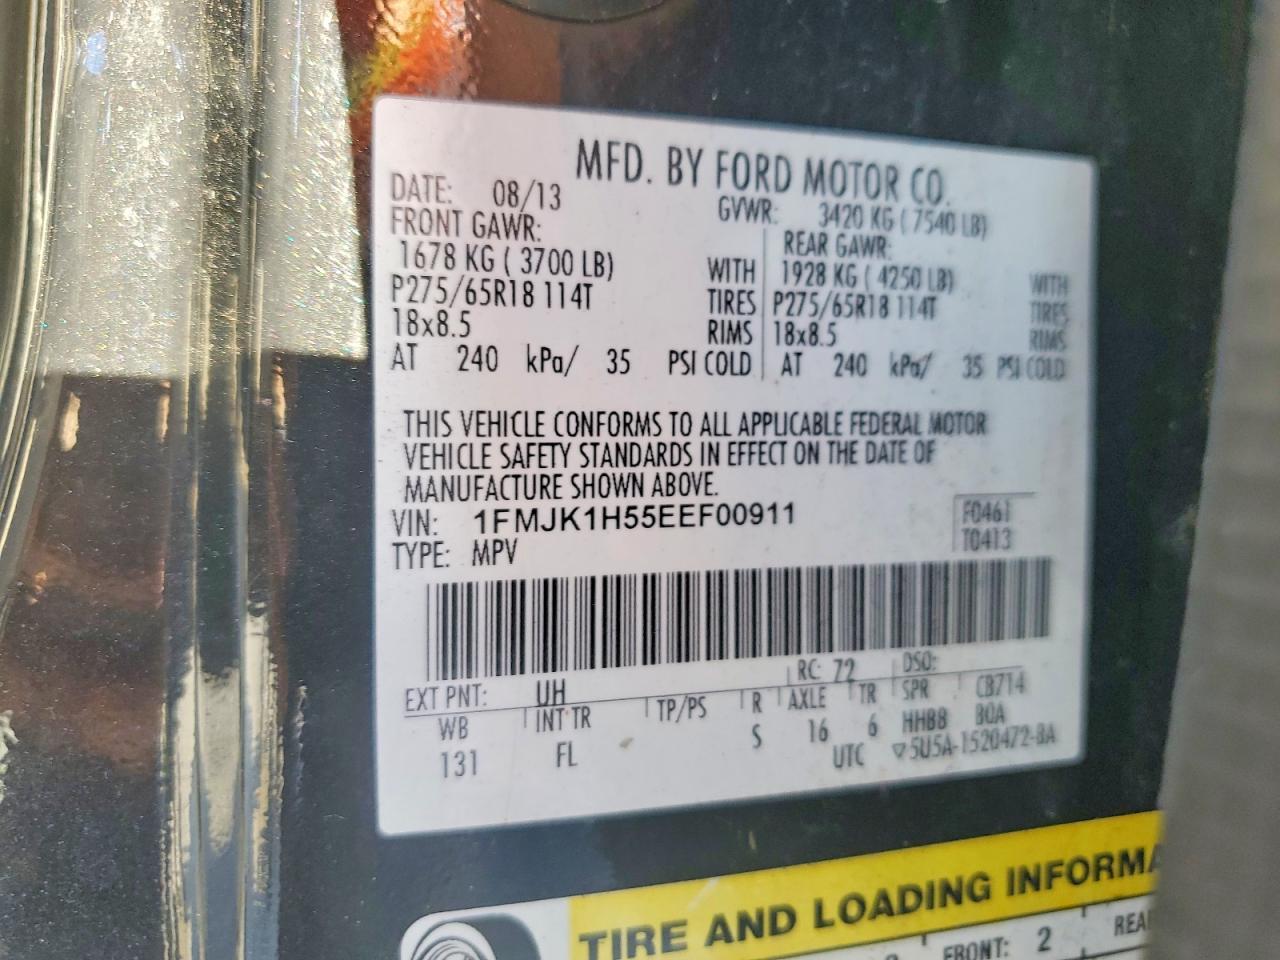 MFD. BY FORD MOTOR CO.
DATE: 08/13 GVWR: 3420 KG ( 7540 LB)
FRONT GAWR: REAR GAWR:
1678 KG ( 3700 LB) WITH 1928 KG ( 4250 LB) WITH
P275/65R18 114T TIRES P275/65R18 114T TIRES
18x8.5 RIMS 18x8.5 RIMS
AT 240 kPa/ 35 PSI COLD AT 240 kPa/ 35 PSI COLD
THIS VEHICLE CONFORMS TO ALL APPLICABLE FEDERAL MOTOR
VEHICLE SAFETY STANDARDS IN EFFECT ON THE DATE OF
MANUFACTURE SHOWN ABOVE.
VIN: 1FMJK1H55EEF00911 F0461
TYPE: MPV T0413
EXT PNT: UH RC: 72 DSO:
WB INT TR TP/PS R AXLE TR SPR CB714
131 FL S 16 6 HHBB BOA
UTC ▽5U5A-1520472-BA
TIRE AND LOADING INFORMA
FRONT: 2 REA